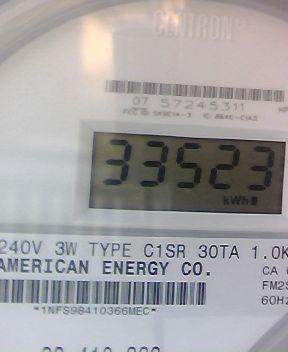 CENTRON
07 57245311
33523
kWh
240V 3W TYPE C1SR 30TA 1.0K
AMERICAN ENERGY CO.
CA
FM2S
60Hz
*1NFS98410366MEC*